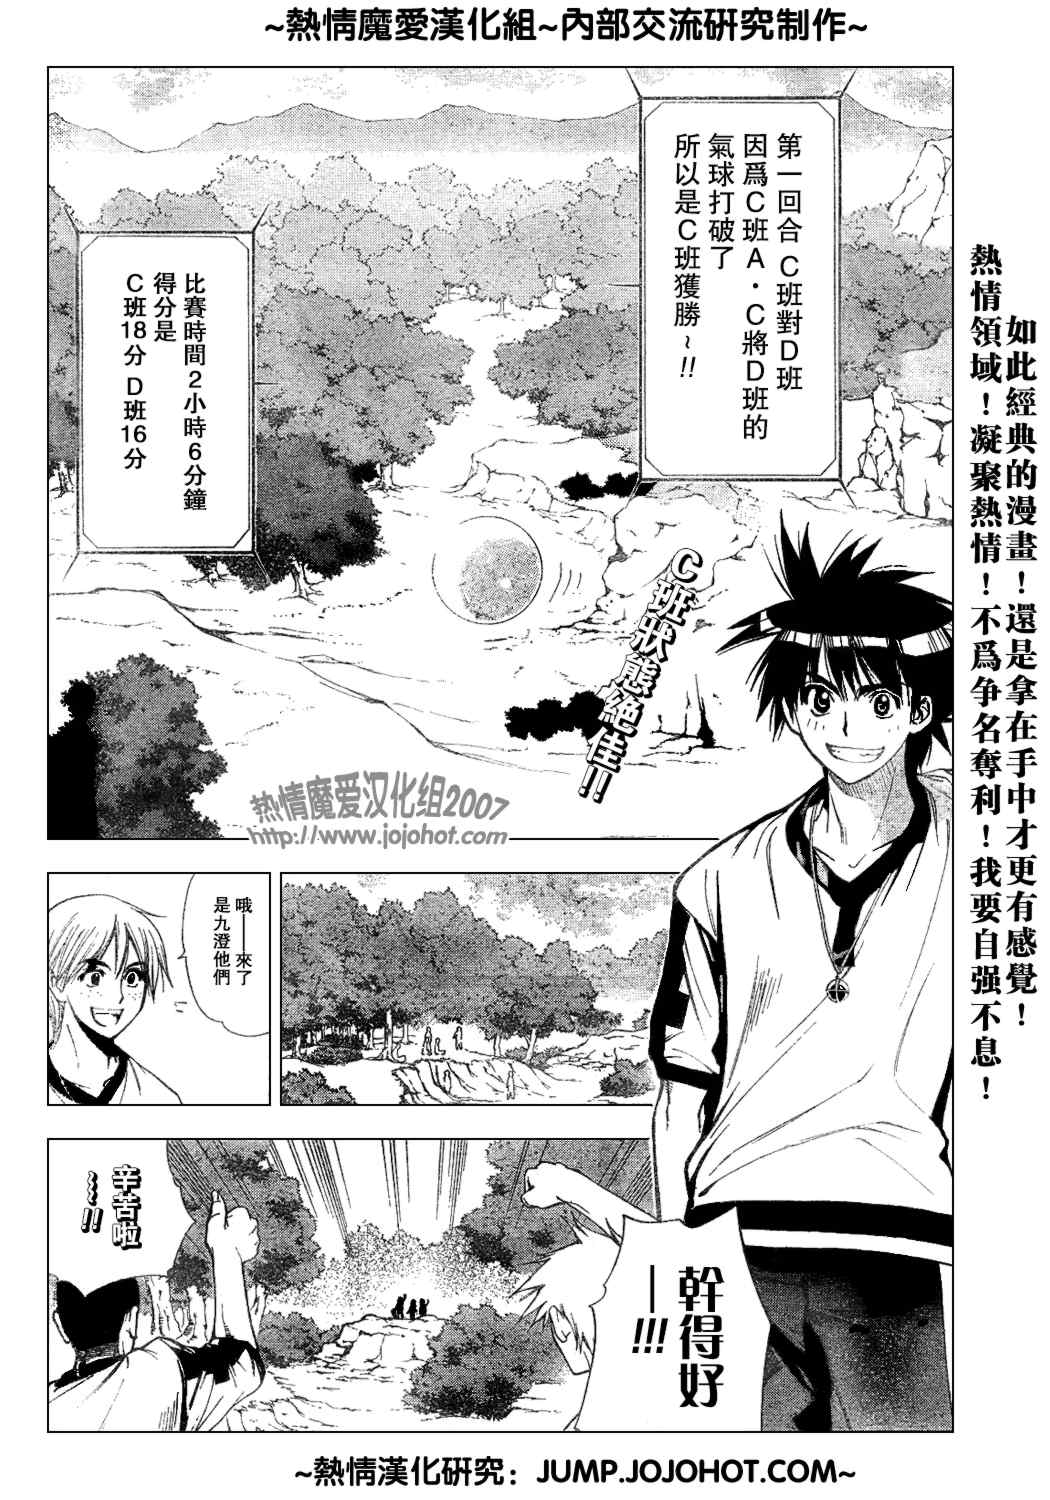 ~熱情魔愛漢化組~內部交流研究制作~
第一回合 C班對D班
因爲C班A・C將D班的
氣球打破了
所以是C班獲勝~!!
比賽時間2小時6分鐘
得分是
C班18分 D班16分
C班狀態絕佳!!
如此經典的漫畫！還是拿在手中才更有感覺！
熱情領域！凝聚熱情！不爲争名奪利！我要自强不息！
熱情魔爱汉化组2007
http://www.jojohot.com
哦——來了
是九澄他們
幹得好
——!!!
辛苦啦
~~!!
~熱情漢化研究：JUMP.JOJOHOT.COM~